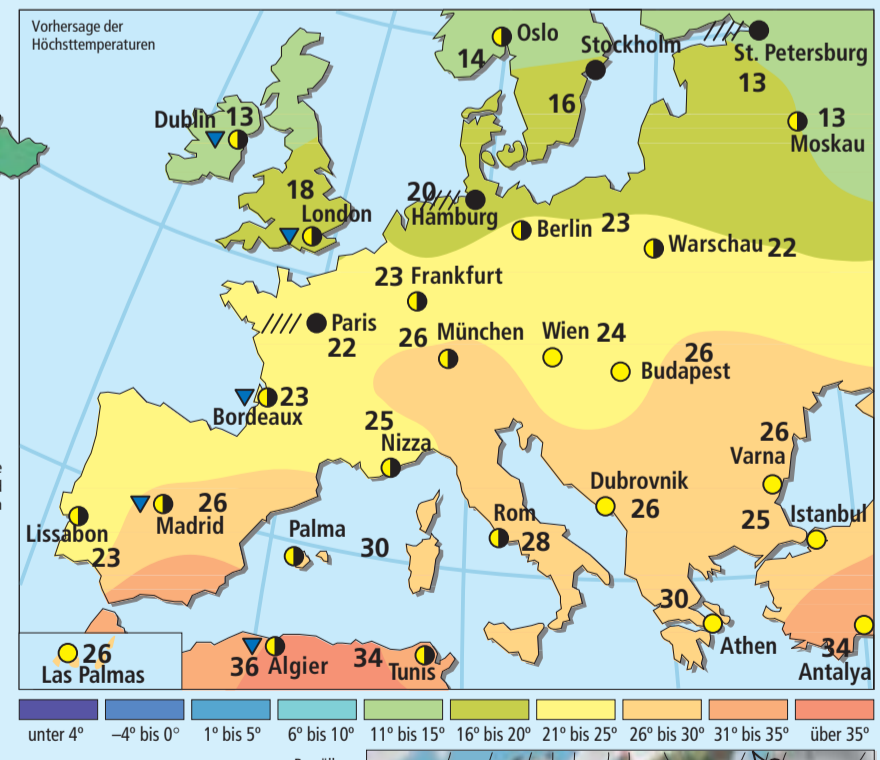 Vorhersage der
Höchsttemperaturen
Oslo
14
Stockholm
16
St. Petersburg
13
13
Moskau
Dublin 13
18
London
20
Hamburg
Berlin 23
Warschau 22
23 Frankfurt
Paris
22
26 München
Wien 24
26
Budapest
23
Bordeaux
25
Nizza
26
Varna
Dubrovnik
26
25 Istanbul
26
Madrid
Lissabon
23
Palma
30
Rom
28
30
Athen
34
Antalya
26
Las Palmas
36 Algier
34 Tunis
unter 4° –4° bis 0° 1° bis 5° 6° bis 10° 11° bis 15° 16° bis 20° 21° bis 25° 26° bis 30° 31° bis 35° über 35°